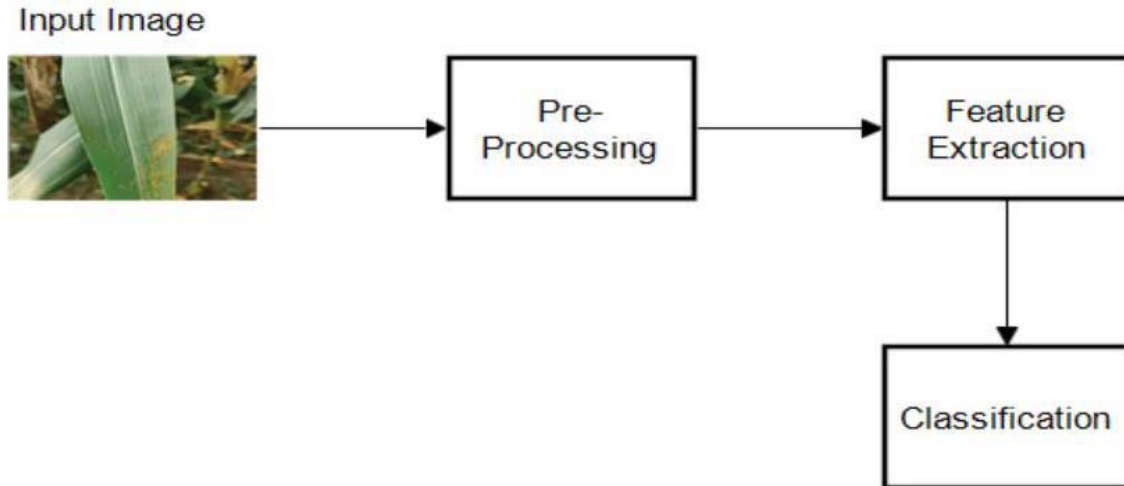 Input Image
Pre-
Processing
Feature
Extraction
Classification